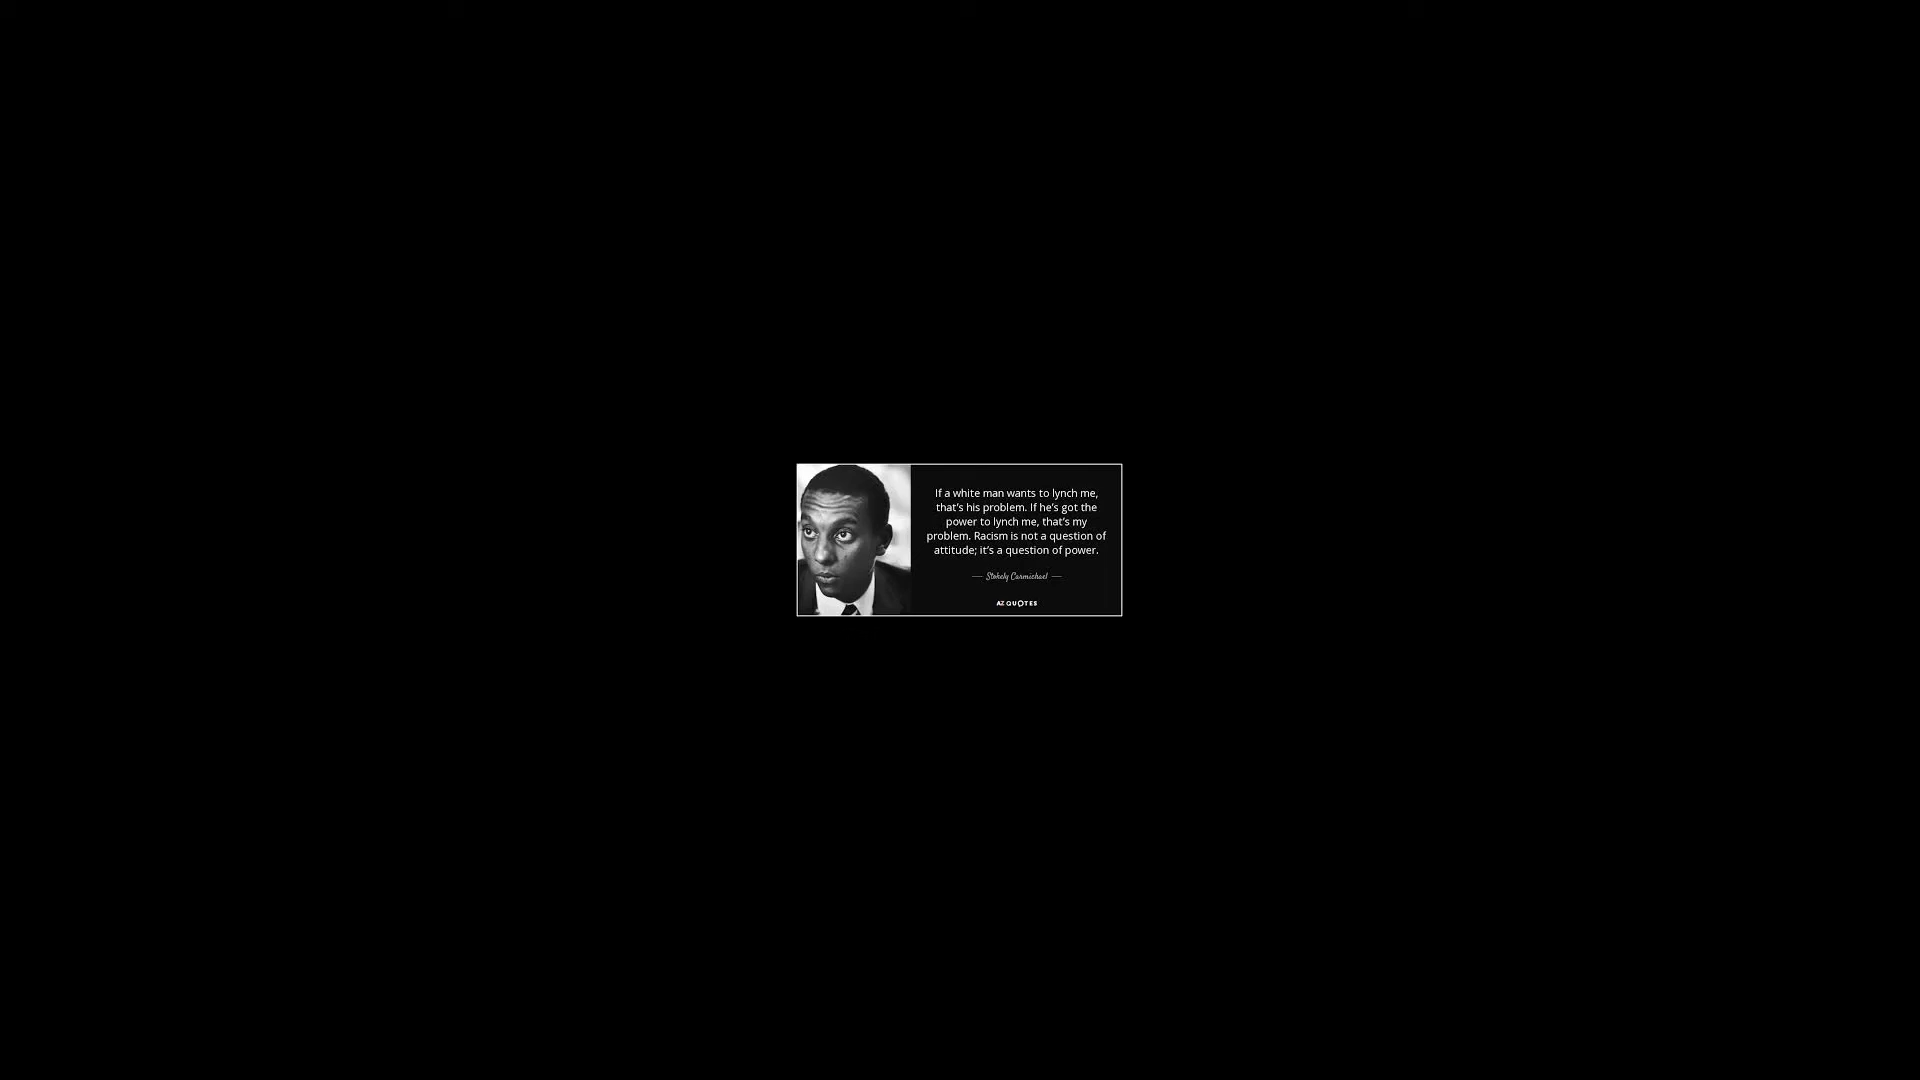 If a white man wants to lynch me,
that's his problem. If he's got the
power to lynch me, that's my
problem. Racism is not a question of
attitude; it's a question of power.
Stokely Carmichael
AZ QUOTES